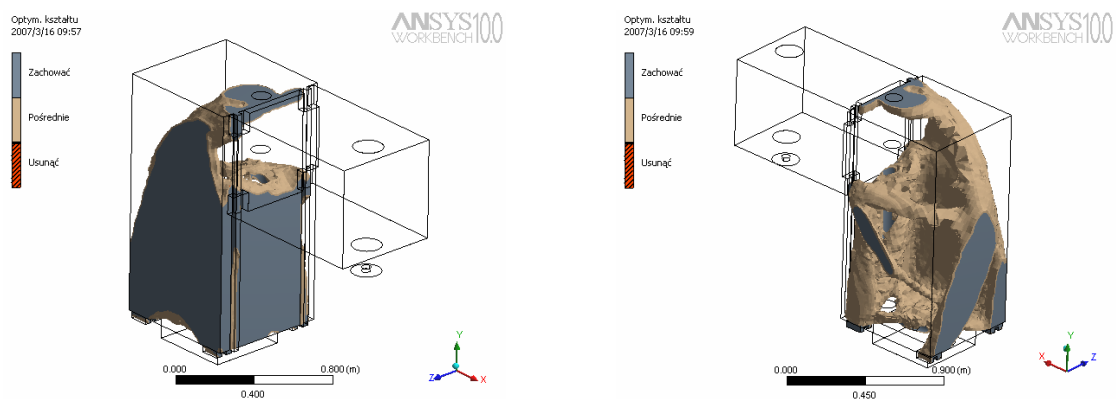 Optym. kształtu
2007/3/16 09:57
ANSYS 10.0
WORKBENCH
Zachować
Pośrednie
Usunąć
0.000
0.800 (m)
0.400
Y
Z
X
Optym. kształtu
2007/3/16 09:59
ANSYS 10.0
WORKBENCH
Zachować
Pośrednie
Usunąć
0.000
0.900 (m)
0.450
Y
X
Z